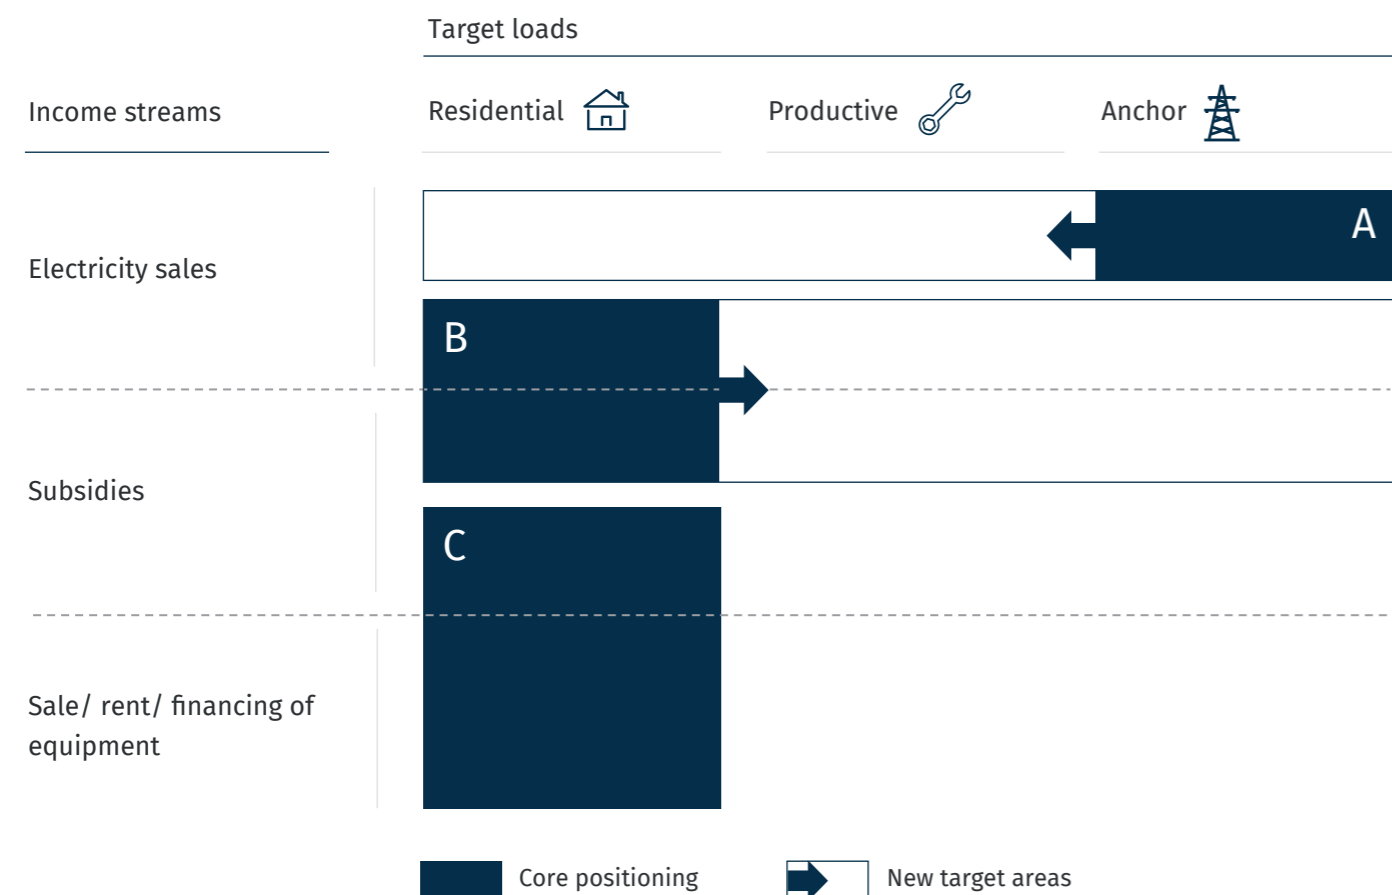 Target loads
Income streams
Residential
Productive
Anchor
Electricity sales
A
B
Subsidies
C
Sale/ rent/ financing of
equipment
Core positioning
New target areas